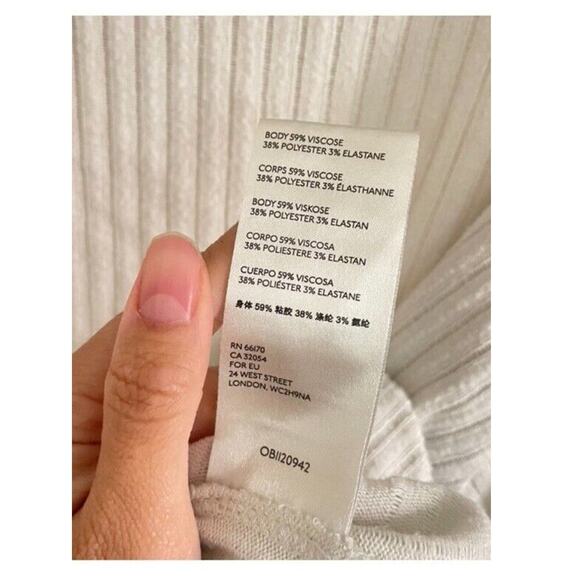 BODY 59% VISCOSE
38% POLYESTER 3% ELASTANE
CORPS 59% VISCOSE
38% POLYESTER 3% ÉLASTHANNE
BODY 59% VISKOSE
38% POLYESTER 3% ELASTAN
CORPO 59% VISCOSA
38% POLIESTERE 3% ELASTAN
CUERPO 59% VISCOSA
38% POLIÉSTER 3% ELASTANE
身体 59% 粘胶 38% 涤纶 3% 氨纶
RN 66170
CA 32054
FOR EU
24 WEST STREET
LONDON, WC2H9NA
OB1120942